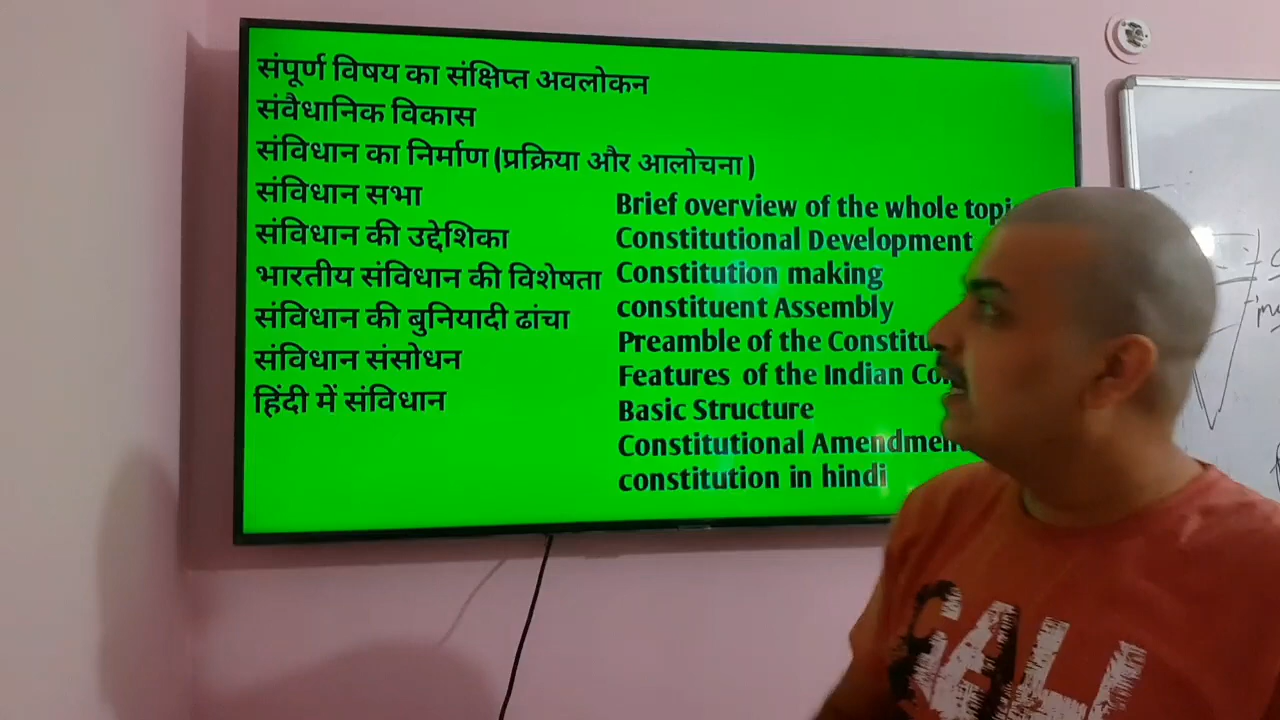 संपूर्ण विषय का संक्षिप्त अवलोकन
संवैधानिक विकास
संविधान का निर्माण (प्रक्रिया और आलोचना)
संविधान सभा
संविधान की उद्देशिका
भारतीय संविधान की विशेषता
संविधान की बुनियादी ढांचा
संविधान संसोधन
हिंदी में संविधान
Brief overview of the whole
Constitutional Development
Constitution making
constituent Assembly
Preamble of the
Features of the Indian
Basic Structure
Constitutional
constitution in hindi
CALI